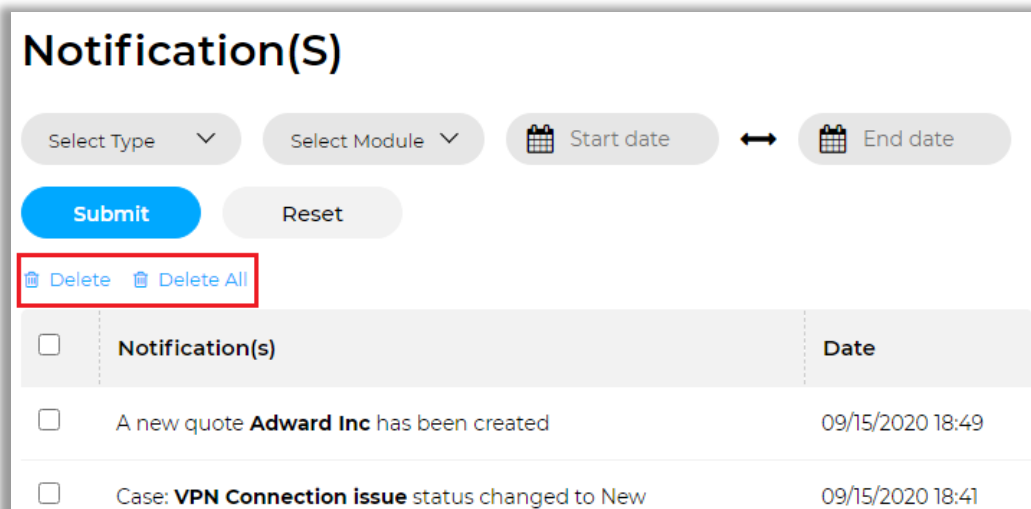 Notification(S)
Select Type Select Module Start date End date
Submit Reset
Delete Delete All
Notification(s) Date
A new quote Adward Inc has been created 09/15/2020 18:49
Case: VPN Connection issue status changed to New 09/15/2020 18:41